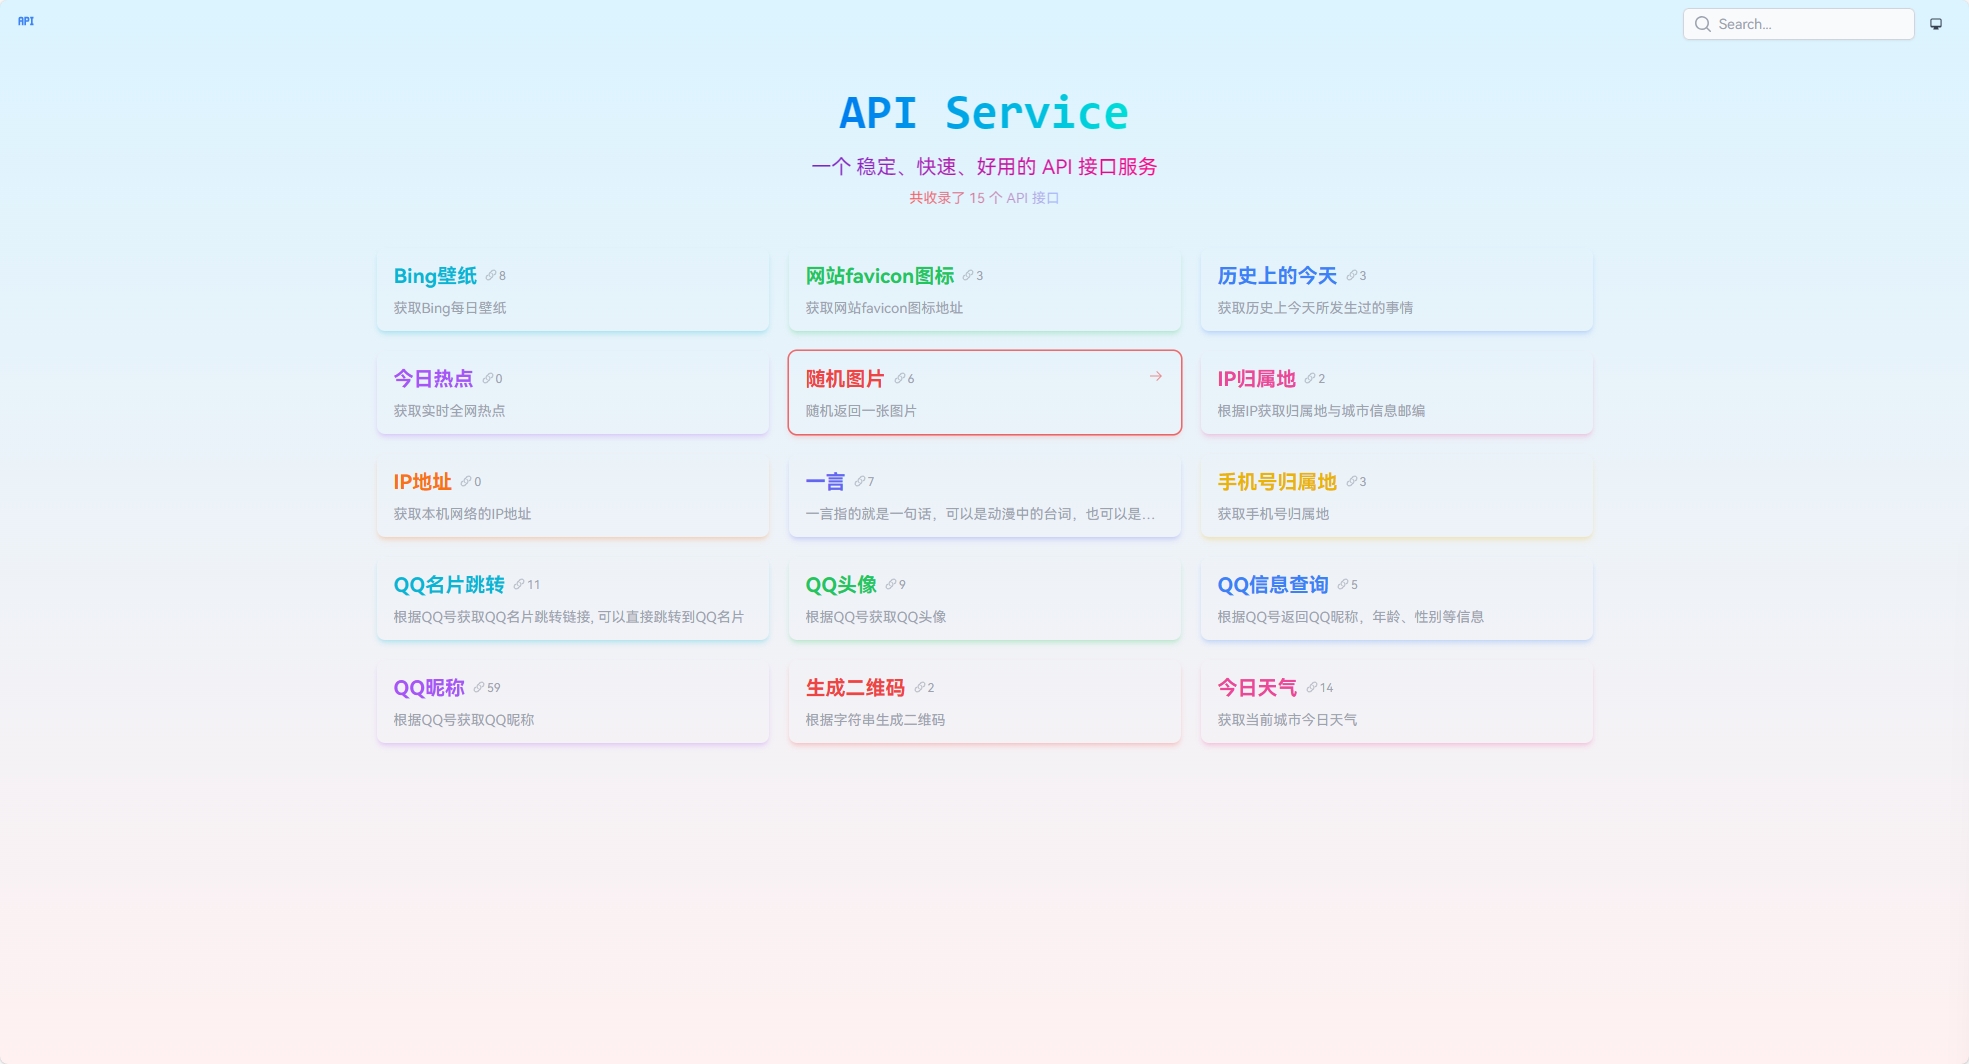 API
Search...
API Service
一个 稳定、快速、好用的 API 接口服务
共收录了 15 个 API 接口
Bing壁纸 8
获取Bing每日壁纸
网站favicon图标 3
获取网站favicon图标地址
历史上的今天 3
获取历史上今天所发生过的事情
今日热点 0
获取实时全网热点
随机图片 6
随机返回一张图片
IP归属地 2
根据IP获取归属地与城市信息邮编
IP地址 0
获取本机网络的IP地址
一言 7
一言指的就是一句话，可以是动漫中的台词，也可以是...
手机号归属地 3
获取手机号归属地
QQ名片跳转 11
根据QQ号获取QQ名片跳转链接, 可以直接跳转到QQ名片
QQ头像 9
根据QQ号获取QQ头像
QQ信息查询 5
根据QQ号返回QQ昵称，年龄、性别等信息
QQ昵称 59
根据QQ号获取QQ昵称
生成二维码 2
根据字符串生成二维码
今日天气 14
获取当前城市今日天气